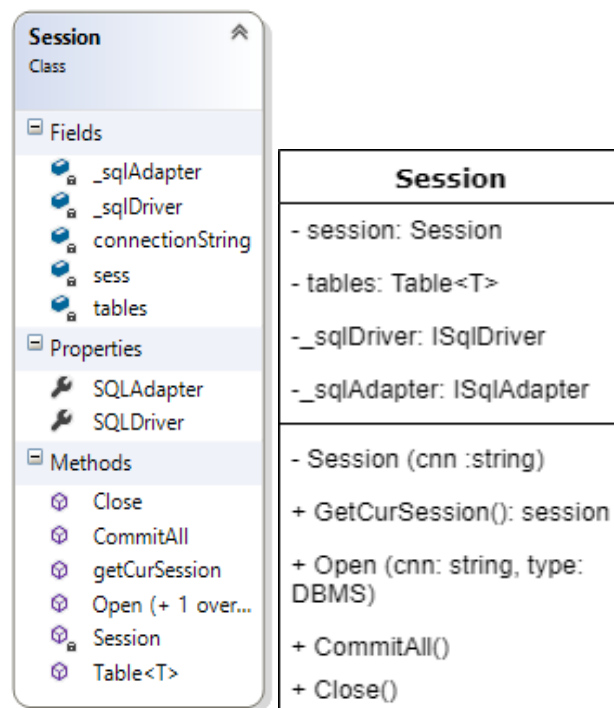 Session
Class
Fields
_sqlAdapter
_sqlDriver
connectionString
sess
tables
Properties
SQLAdapter
SQLDriver
Methods
Close
CommitAll
getCurSession
Open (+ 1 over...
Session
Table<T>
Session
- session: Session
- tables: Table<T>
-_sqlDriver: ISqlDriver
-_sqlAdapter: ISqlAdapter
- Session (cnn :string)
+ GetCurSession(): session
+ Open (cnn: string, type:
DBMS)
+ CommitAll()
+ Close()